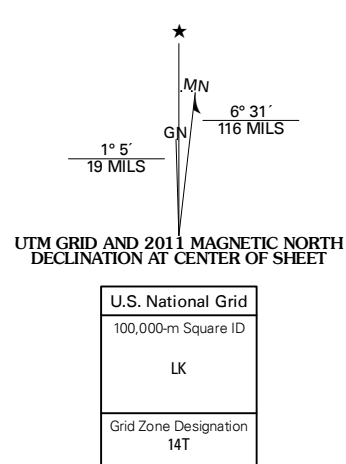 ★
MN
GN
6° 31´
116 MILS
1° 5´
19 MILS
UTM GRID AND 2011 MAGNETIC NORTH
DECLINATION AT CENTER OF SHEET
U.S. National Grid
100,000-m Square ID
LK
Grid Zone Designation
14T